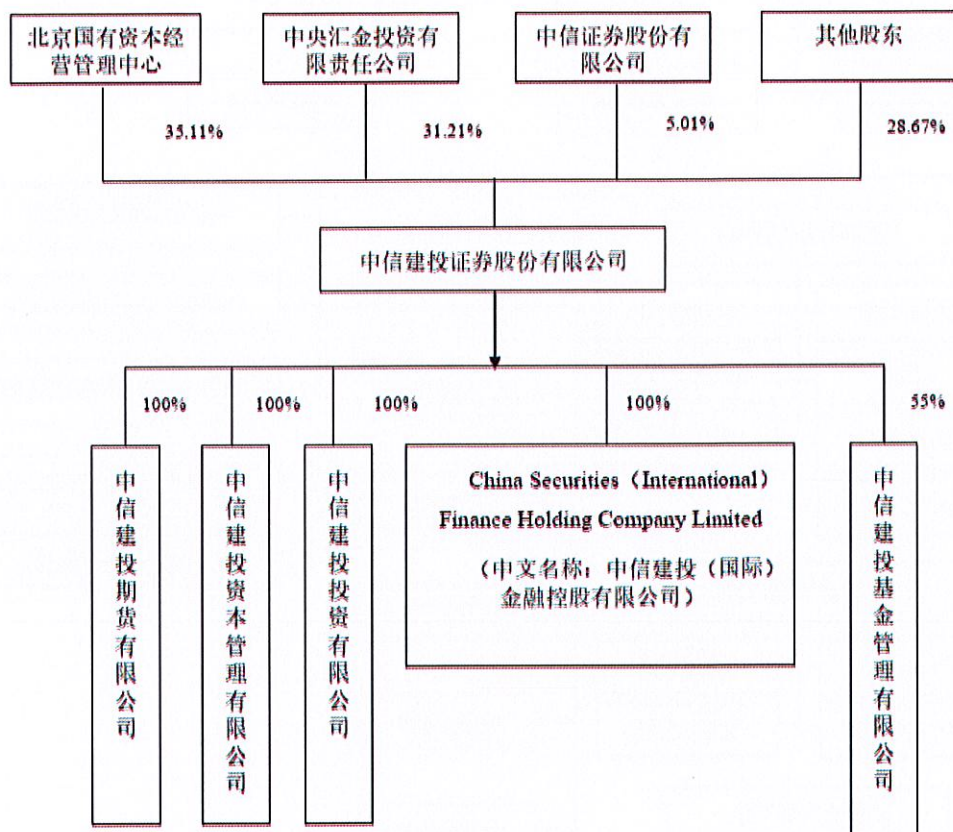 北京国有资本经
营管理中心
中央汇金投资有
限责任公司
中信证券股份有
限公司
其他股东
35.11%
31.21%
5.01%
28.67%
中信建投证券股份有限公司
100%
100%
100%
100%
55%
中信建投期货有限公司
中信建投资本管理有限公司
中信建投投资有限公司
China Securities（International）
Finance Holding Company Limited
（中文名称：中信建投（国际）
金融控股有限公司）
中信建投基金管理有限公司